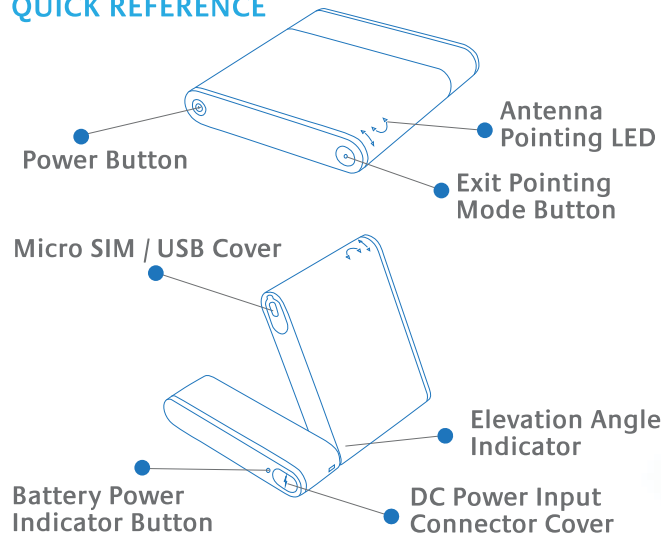 QUICK REFERENCE
Antenna
Pointing LED
Power Button
Exit Pointing
Mode Button
Micro SIM / USB Cover
Elevation Angle
Indicator
Battery Power
Indicator Button
DC Power Input
Connector Cover